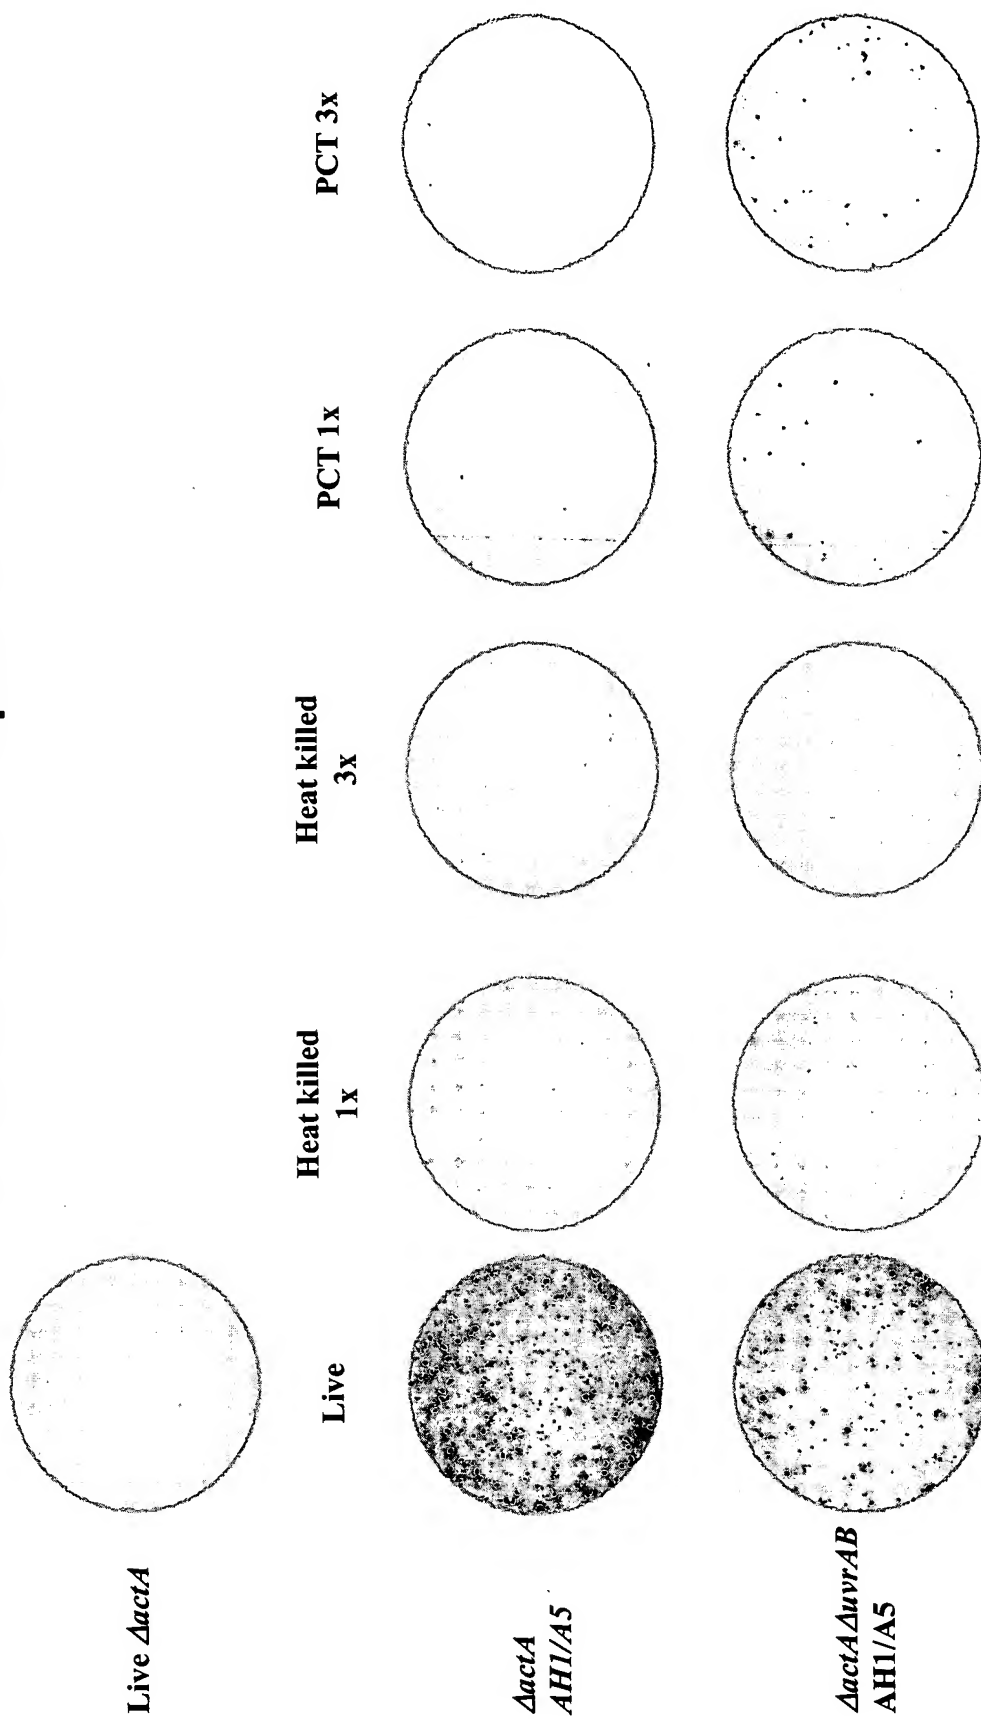 Live ΔactA
Live
Heat killed
1x
Heat killed
3x
PCT 1x
PCT 3x
ΔactA
AH1/A5
ΔactAΔuvrAB
AH1/A5